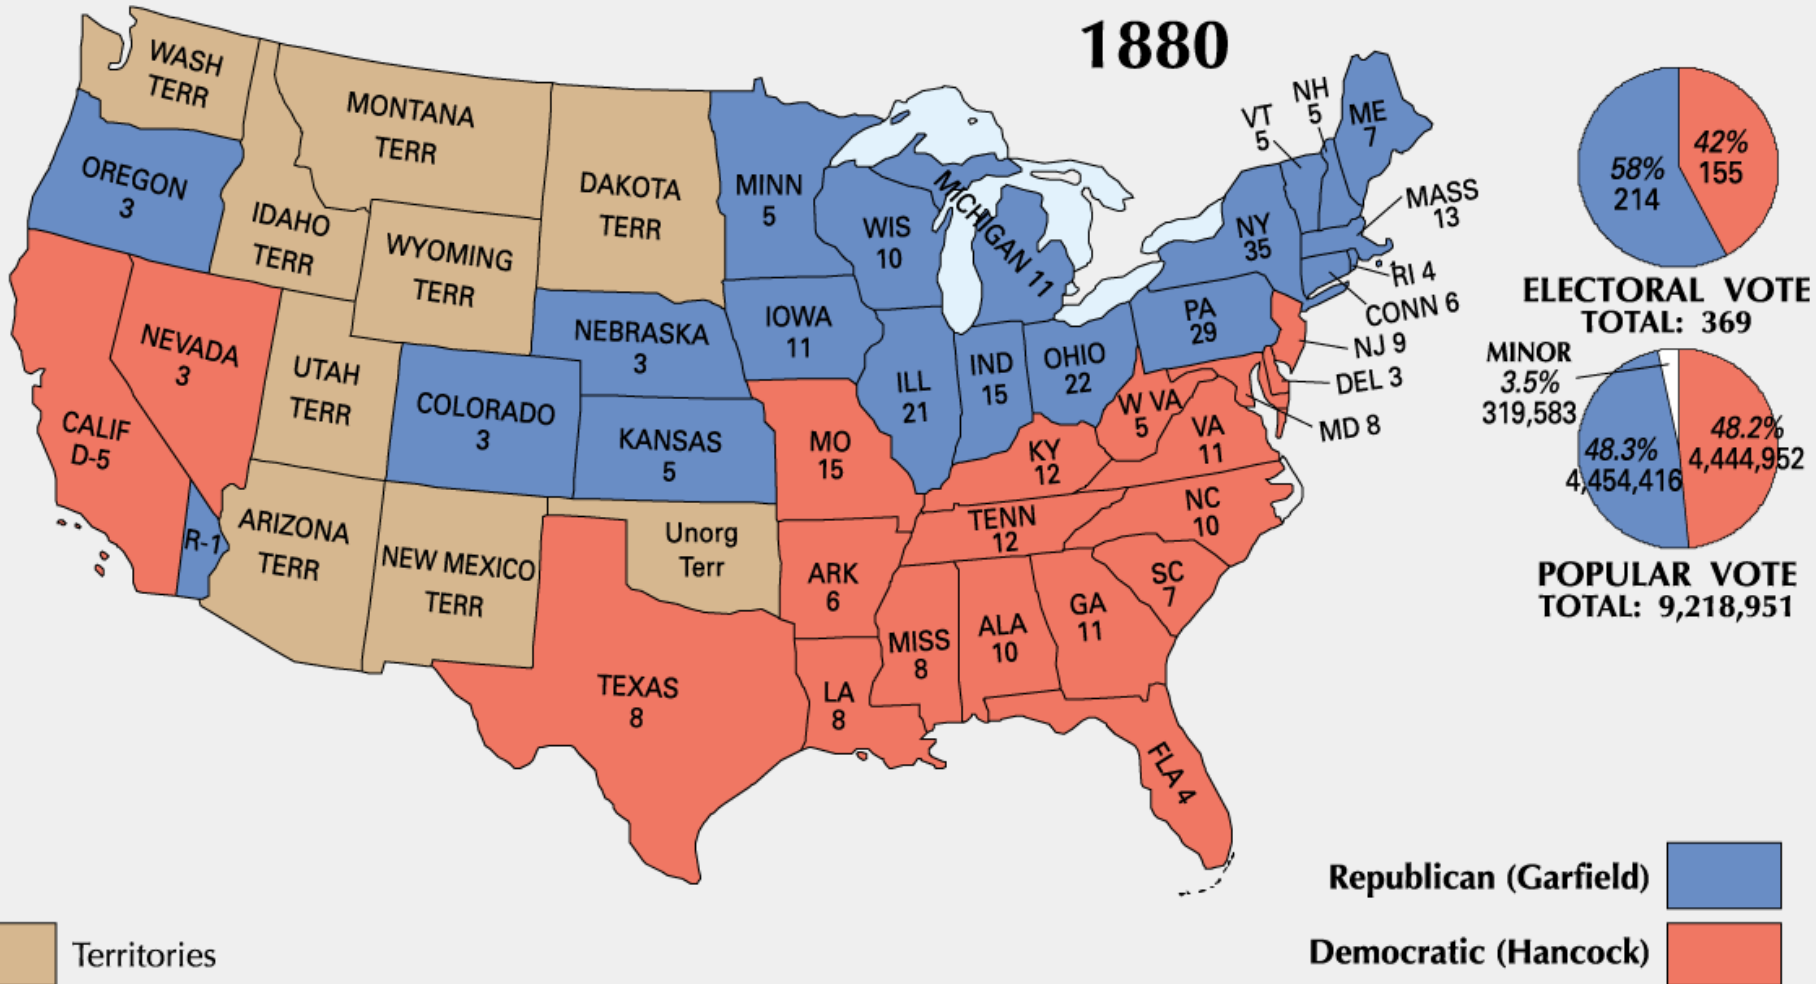 1880
WASH
TERR
MONTANA
TERR
OREGON
3
IDAHO
TERR
WYOMING
TERR
DAKOTA
TERR
MINN
5
WIS
10
MICHIGAN 11
VT
5
NH
5
ME
7
MASS
13
NY
35
RI 4
CONN 6
NJ 9
DEL 3
MD 8
PA
29
NEVADA
3
CALIF
D-5
R-1
UTAH
TERR
COLORADO
3
NEBRASKA
3
KANSAS
5
IOWA
11
ILL
21
IND
15
OHIO
22
W VA
5
VA
11
MO
15
KY
12
ARIZONA
TERR
NEW MEXICO
TERR
Unorg
Terr
ARK
6
TENN
12
NC
10
SC
7
TEXAS
8
LA
8
MISS
8
ALA
10
GA
11
FLA 4
58%
214
42%
155
ELECTORAL VOTE
TOTAL: 369
MINOR
3.5%
319,583
48.3%
4,454,416
48.2%
4,444,952
POPULAR VOTE
TOTAL: 9,218,951
Republican (Garfield)
Democratic (Hancock)
Territories